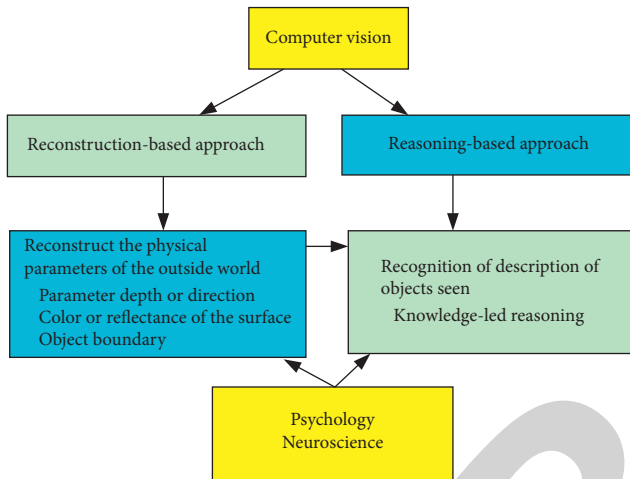 Computer vision
Reconstruction-based approach
Reasoning-based approach
Reconstruct the physical
parameters of the outside world
Parameter depth or direction
Color or reflectance of the surface
Object boundary
Recognition of description of
objects seen
Knowledge-led reasoning
Psychology
Neuroscience